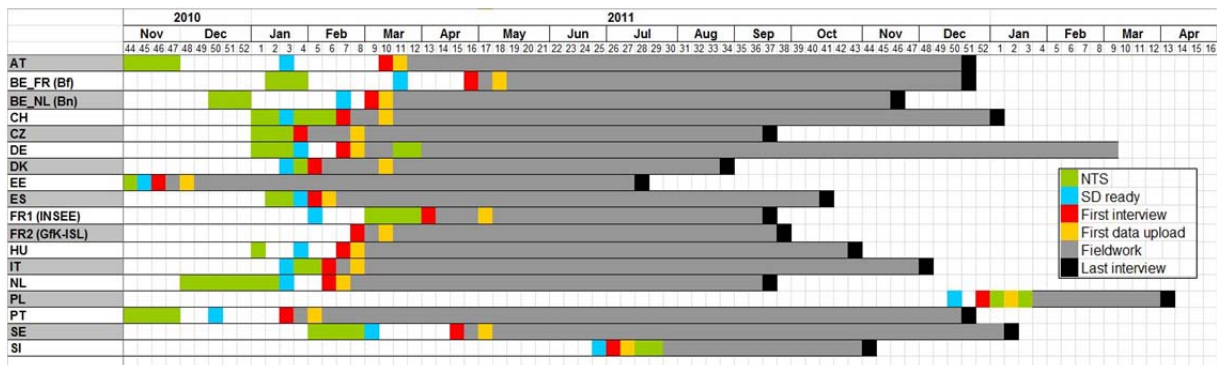 2010 2011
Nov Dec Jan Feb Mar Apr May Jun Jul Aug Sep Oct Nov Dec Jan Feb Mar Apr
44 45 46 47 48 49 50 51 52 1 2 3 4 5 6 7 8 9 10 11 12 13 14 15 16 17 18 19 20 21 22 23 24 25 26 27 28 29 30 31 32 33 34 35 36 37 38 39 40 41 42 43 44 45 46 47 48 49 50 51 52 1 2 3 4 5 6 7 8 9 10 11 12 13 14 15 16
AT
BE_FR (Bf)
BE_NL (Bn)
CH
CZ
DE
DK
EE
ES
FR1 (INSEE)
FR2 (GfK-ISL)
HU
IT
NL
PL
PT
SE
SI
NTS
SD ready
First interview
First data upload
Fieldwork
Last interview